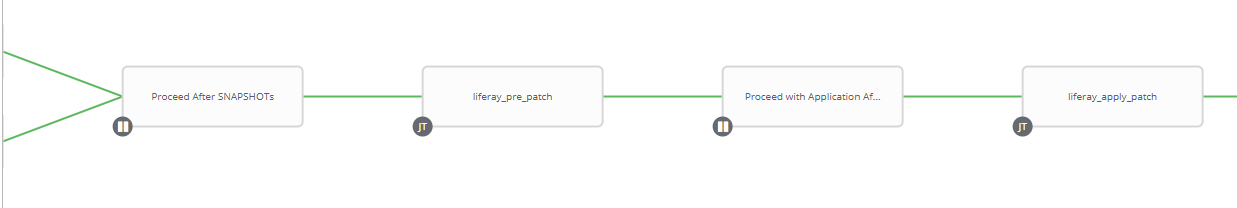 Proceed After SNAPSHOTs
liferay_pre_patch
Proceed with Application Af...
liferay_apply_patch
JT
JT